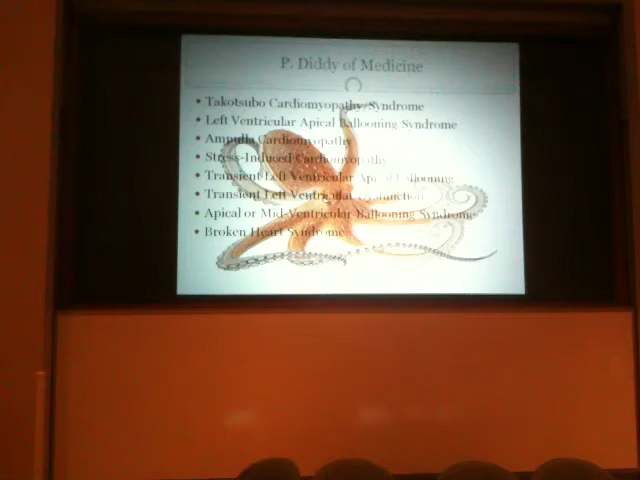 P. Diddy of Medicine
• Takotsubo Cardiomyopathy/Syndrome
• Left Ventricular Apical Ballooning Syndrome
• Ampulla Cardiomyopathy
• Stress-Induced Cardiomyopathy
• Transient Left Ventricular Apical Ballooning
• Transient Left Ventricular Dysfunction
• Apical or Mid-Ventricular Ballooning Syndrome
• Broken Heart Syndrome